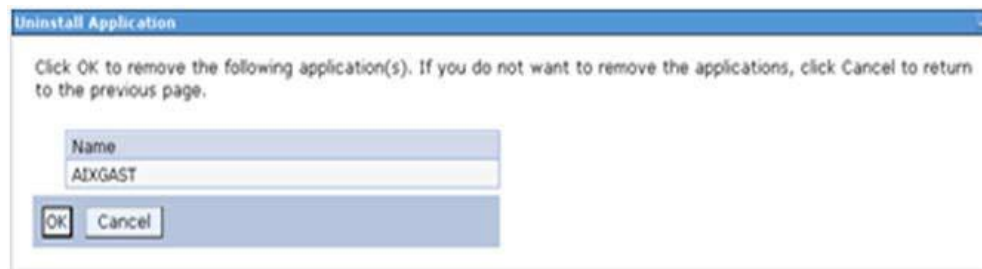 Uninstall Application
Click OK to remove the following application(s). If you do not want to remove the applications, click Cancel to return
to the previous page.
Name
AIXGAST
OK Cancel